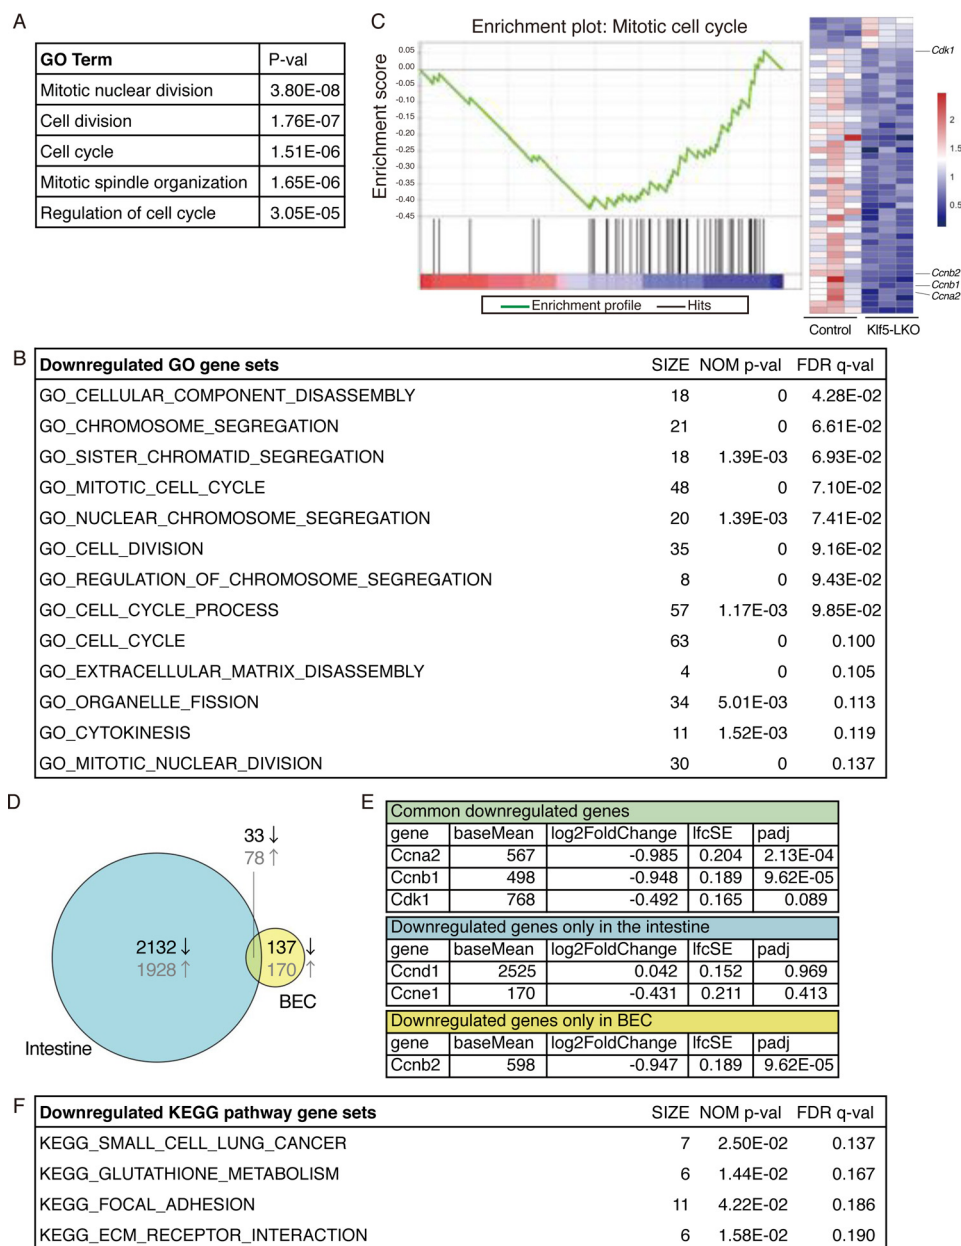 A
GO Term P-val
Mitotic nuclear division 3.80E-08
Cell division 1.76E-07
Cell cycle 1.51E-06
Mitotic spindle organization 1.65E-06
Regulation of cell cycle 3.05E-05
C
Enrichment plot: Mitotic cell cycle
Enrichment score
0.05
0.00
-0.05
-0.10
-0.15
-0.20
-0.25
-0.30
-0.35
-0.40
-0.45
Enrichment profile Hits
Cdk1
2
1.5
1
0.5
Ccnb2
Ccnb1
Ccna2
Control Klf5-LKO
B
Downregulated GO gene sets SIZE NOM p-val FDR q-val
GO_CELLULAR_COMPONENT_DISASSEMBLY 18 0 4.28E-02
GO_CHROMOSOME_SEGREGATION 21 0 6.61E-02
GO_SISTER_CHROMATID_SEGREGATION 18 1.39E-03 6.93E-02
GO_MITOTIC_CELL_CYCLE 48 0 7.10E-02
GO_NUCLEAR_CHROMOSOME_SEGREGATION 20 1.39E-03 7.41E-02
GO_CELL_DIVISION 35 0 9.16E-02
GO_REGULATION_OF_CHROMOSOME_SEGREGATION 8 0 9.43E-02
GO_CELL_CYCLE_PROCESS 57 1.17E-03 9.85E-02
GO_CELL_CYCLE 63 0 0.100
GO_EXTRACELLULAR_MATRIX_DISASSEMBLY 4 0 0.105
GO_ORGANELLE_FISSION 34 5.01E-03 0.113
GO_CYTOKINESIS 11 1.52E-03 0.119
GO_MITOTIC_NUCLEAR_DIVISION 30 0 0.137
D
33 ↓
78 ↑
2132 ↓
1928 ↑
137 ↓
170 ↑
BEC
Intestine
E
Common downregulated genes
gene baseMean log2FoldChange lfcSE padj
Ccna2 567 -0.985 0.204 2.13E-04
Ccnb1 498 -0.948 0.189 9.62E-05
Cdk1 768 -0.492 0.165 0.089
Downregulated genes only in the intestine
gene baseMean log2FoldChange lfcSE padj
Ccnd1 2525 0.042 0.152 0.969
Ccne1 170 -0.431 0.211 0.413
Downregulated genes only in BEC
gene baseMean log2FoldChange lfcSE padj
Ccnb2 598 -0.947 0.189 9.62E-05
F
Downregulated KEGG pathway gene sets SIZE NOM p-val FDR q-val
KEGG_SMALL_CELL_LUNG_CANCER 7 2.50E-02 0.137
KEGG_GLUTATHIONE_METABOLISM 6 1.44E-02 0.167
KEGG_FOCAL_ADHESION 11 4.22E-02 0.186
KEGG_ECM_RECEPTOR_INTERACTION 6 1.58E-02 0.190